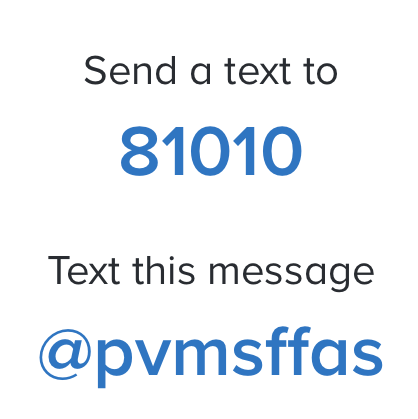 Send a text to
81010
Text this message
@pvmsffas